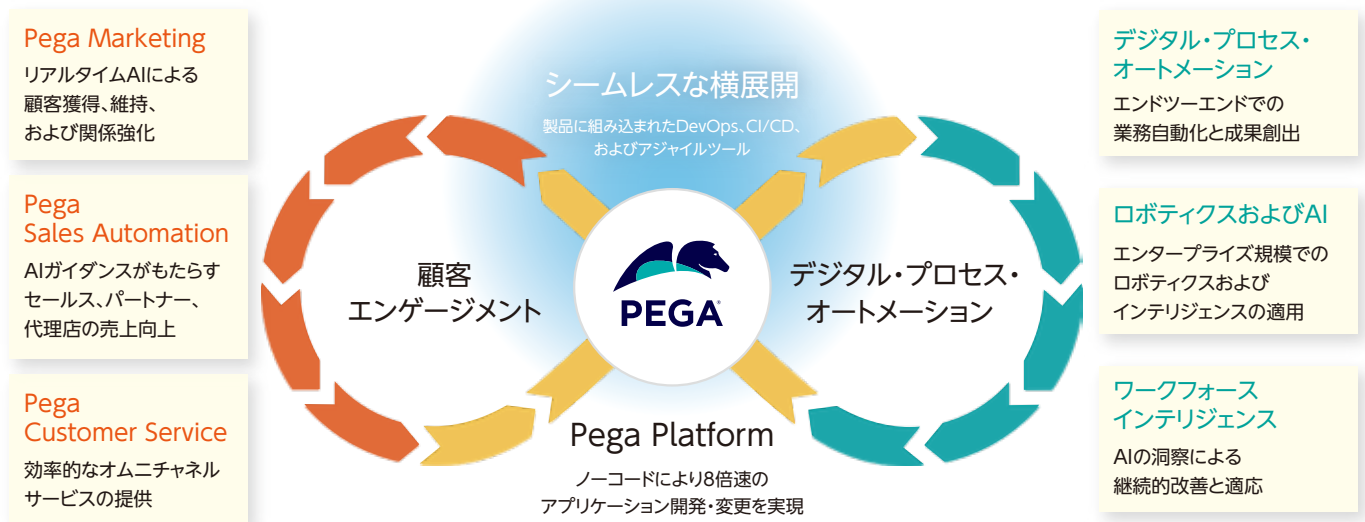 Pega Marketing
リアルタイムAIによる
顧客獲得、維持、
および関係強化
Pega
Sales Automation
AIガイダンスがもたらす
セールス、パートナー、
代理店の売上向上
Pega
Customer Service
効率的なオムニチャネル
サービスの提供
シームレスな横展開
製品に組み込まれたDevOps、CI/CD、
およびアジャイルツール
顧客
エンゲージメント
PEGA
デジタル・プロセス・
オートメーション
Pega Platform
ノーコードにより8倍速の
アプリケーション開発・変更を実現
デジタル・プロセス・
オートメーション
エンドツーエンドでの
業務自動化と成果創出
ロボティクスおよびAI
エンタープライズ規模での
ロボティクスおよび
インテリジェンスの適用
ワークフォース
インテリジェンス
AIの洞察による
継続的改善と適応